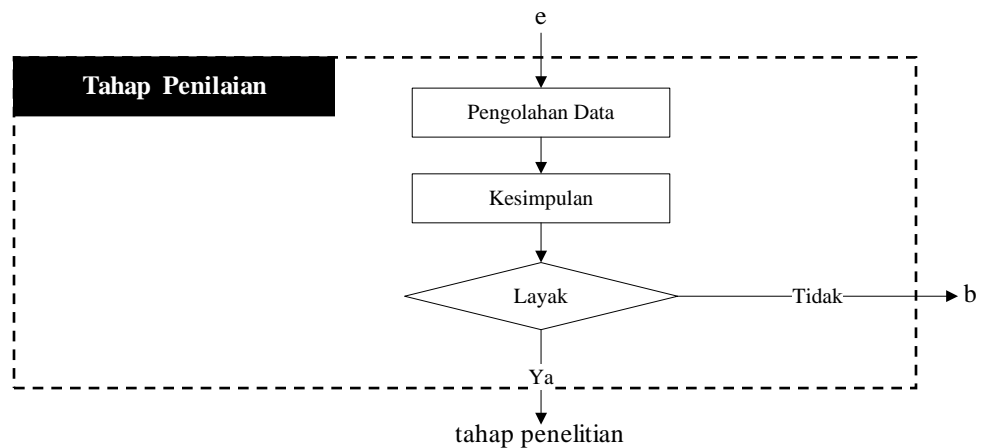 e
Tahap Penilaian
Pengolahan Data
Kesimpulan
Layak
Tidak
b
Ya
tahap penelitian